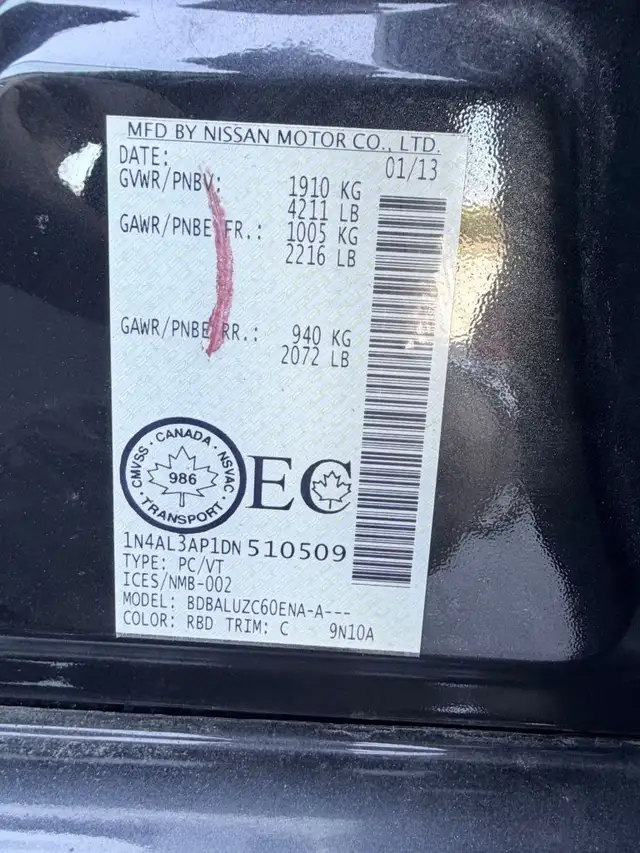 MFD BY NISSAN MOTOR CO., LTD.
DATE: 01/13
GVWR/PNBV: 1910 KG
4211 LB
GAWR/PNBE FR.: 1005 KG
2216 LB
GAWR/PNBE RR.: 940 KG
2072 LB
CANADA · NSVAC · TRANSPORT · CMVSS ·
986
EC
1N4AL3AP1DN 510509
TYPE: PC/VT
ICES/NMB-002
MODEL: BDBALUZC60ENA-A---
COLOR: RBD TRIM: C 9N10A